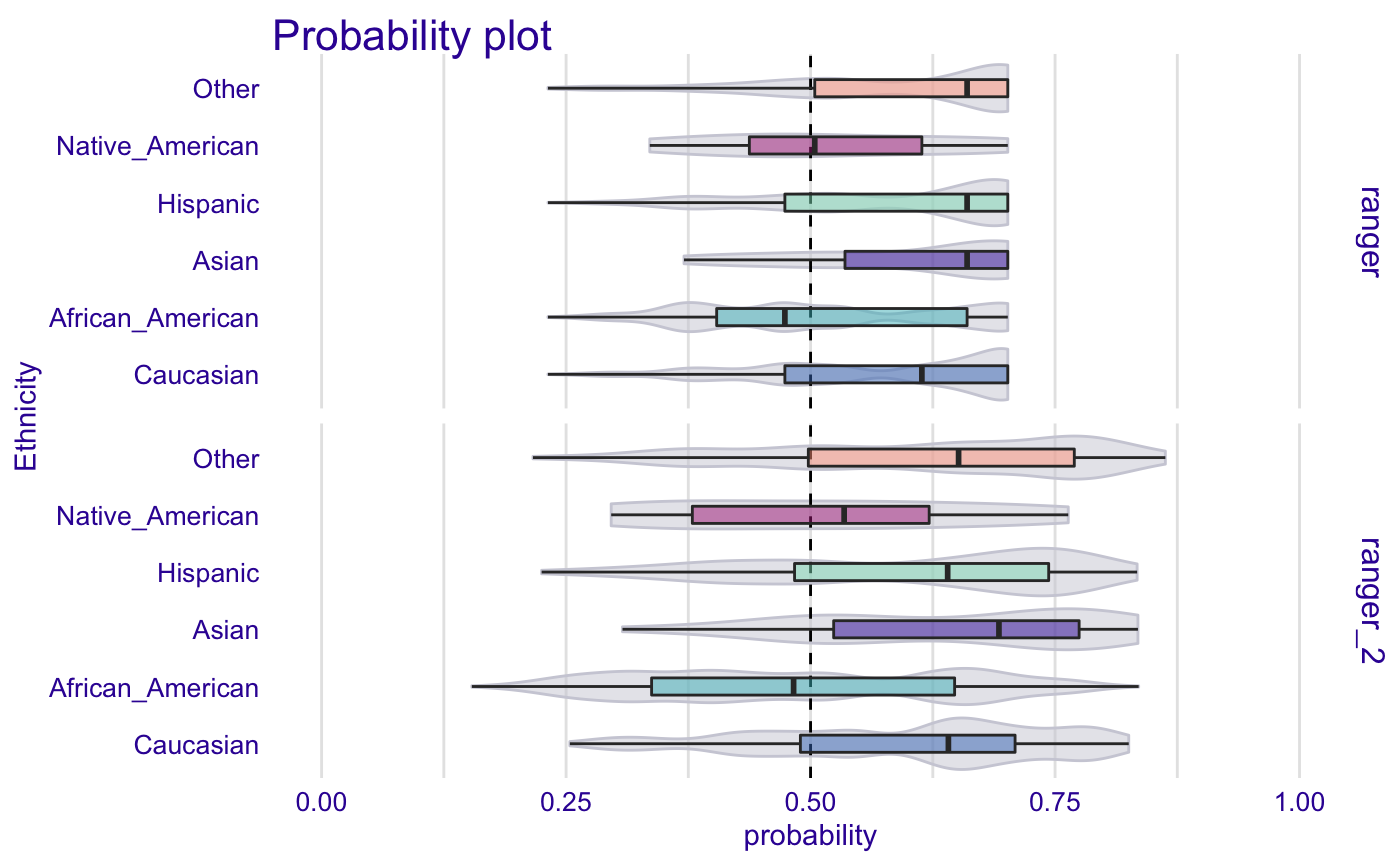 Probability plot
Other
Native_American
Hispanic
Asian
African_American
Caucasian
ranger
Ethnicity
Other
Native_American
Hispanic
Asian
African_American
Caucasian
ranger_2
0.00 0.25 0.50 0.75 1.00
probability